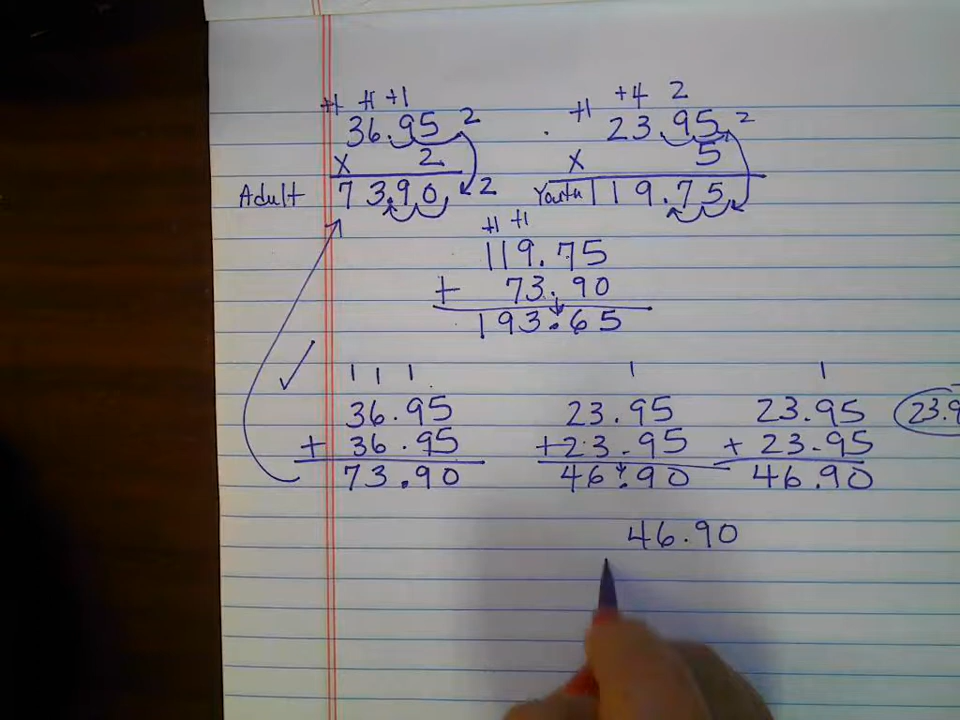 +1 +1 +1
36.95 2
x 2
Adult 73.90 2
+1 +4 2
23.95 2
x 5
Youth 119.75
+1 +1
119.75
+ 73.90
193.65
1 1 1
36.95
+ 36.95
73.90
1
23.95
+23.95
46.90
1
23.95
+ 23.95
46.90
23.9
46.90